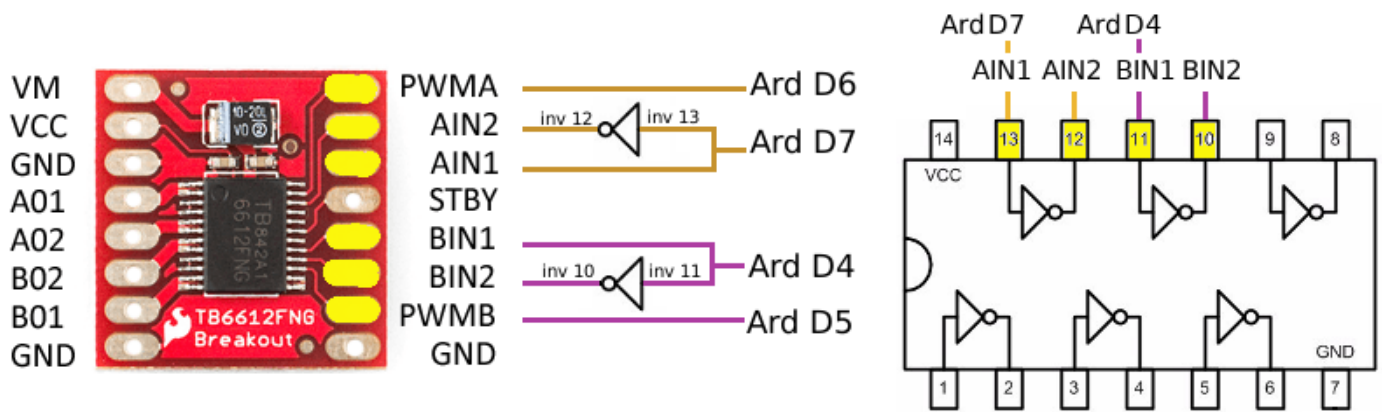 VM
VCC
GND
A01
A02
B02
B01
GND
10-20L
V0 2
TB842A1
6612FNG
TB6612FNG
Breakout
PWMA
AIN2
AIN1
STBY
BIN1
BIN2
PWMB
GND
inv 12
inv 13
inv 10
inv 11
Ard D6
Ard D7
Ard D4
Ard D5
Ard D7 Ard D4
AIN1 AIN2 BIN1 BIN2
14 13 12 11 10 9 8
VCC
GND
1 2 3 4 5 6 7